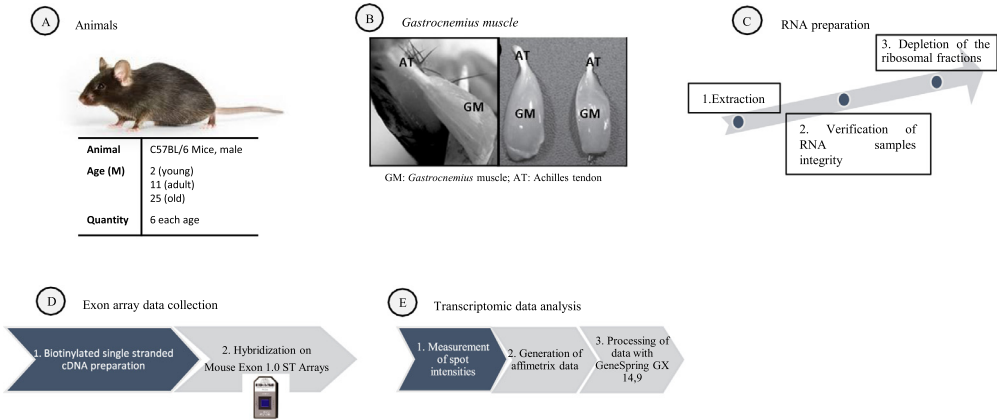 A
Animals
Animal C57BL/6 Mice, male
Age (M) 2 (young)
11 (adult)
25 (old)
Quantity 6 each age
B
Gastrocnemius muscle
AT
GM
AT
AT
GM
GM
GM: Gastrocnemius muscle; AT: Achilles tendon
C
RNA preparation
1.Extraction
2. Verification of
RNA samples
integrity
3. Depletion of the
ribosomal fractions
D
Exon array data collection
1. Biotinylated single stranded
cDNA preparation
2. Hybridization on
Mouse Exon 1.0 ST Arrays
E
Transcriptomic data analysis
1. Measurement
of spot
intensities
2. Generation of
affimetrix data
3. Processing of
data with
GeneSpring GX
14,9